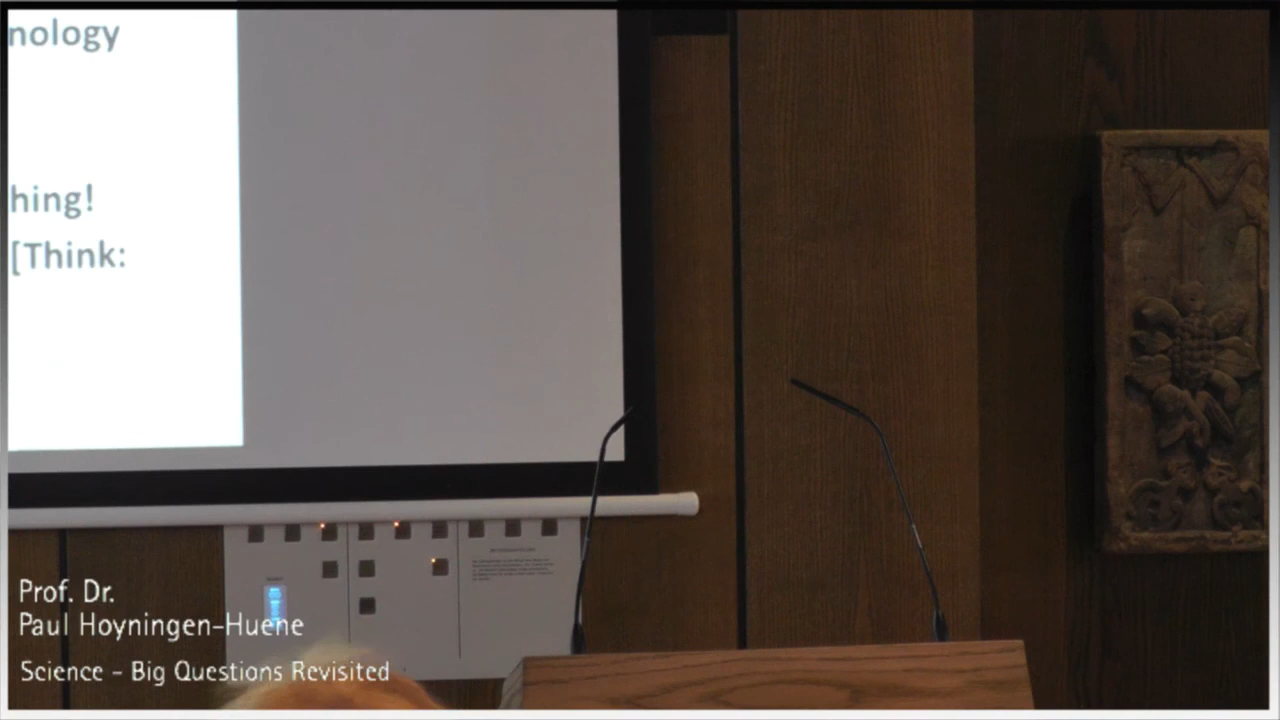 nology
hing!
[Think:
Prof. Dr.
Paul Hoyningen-Huene
Science - Big Questions Revisited